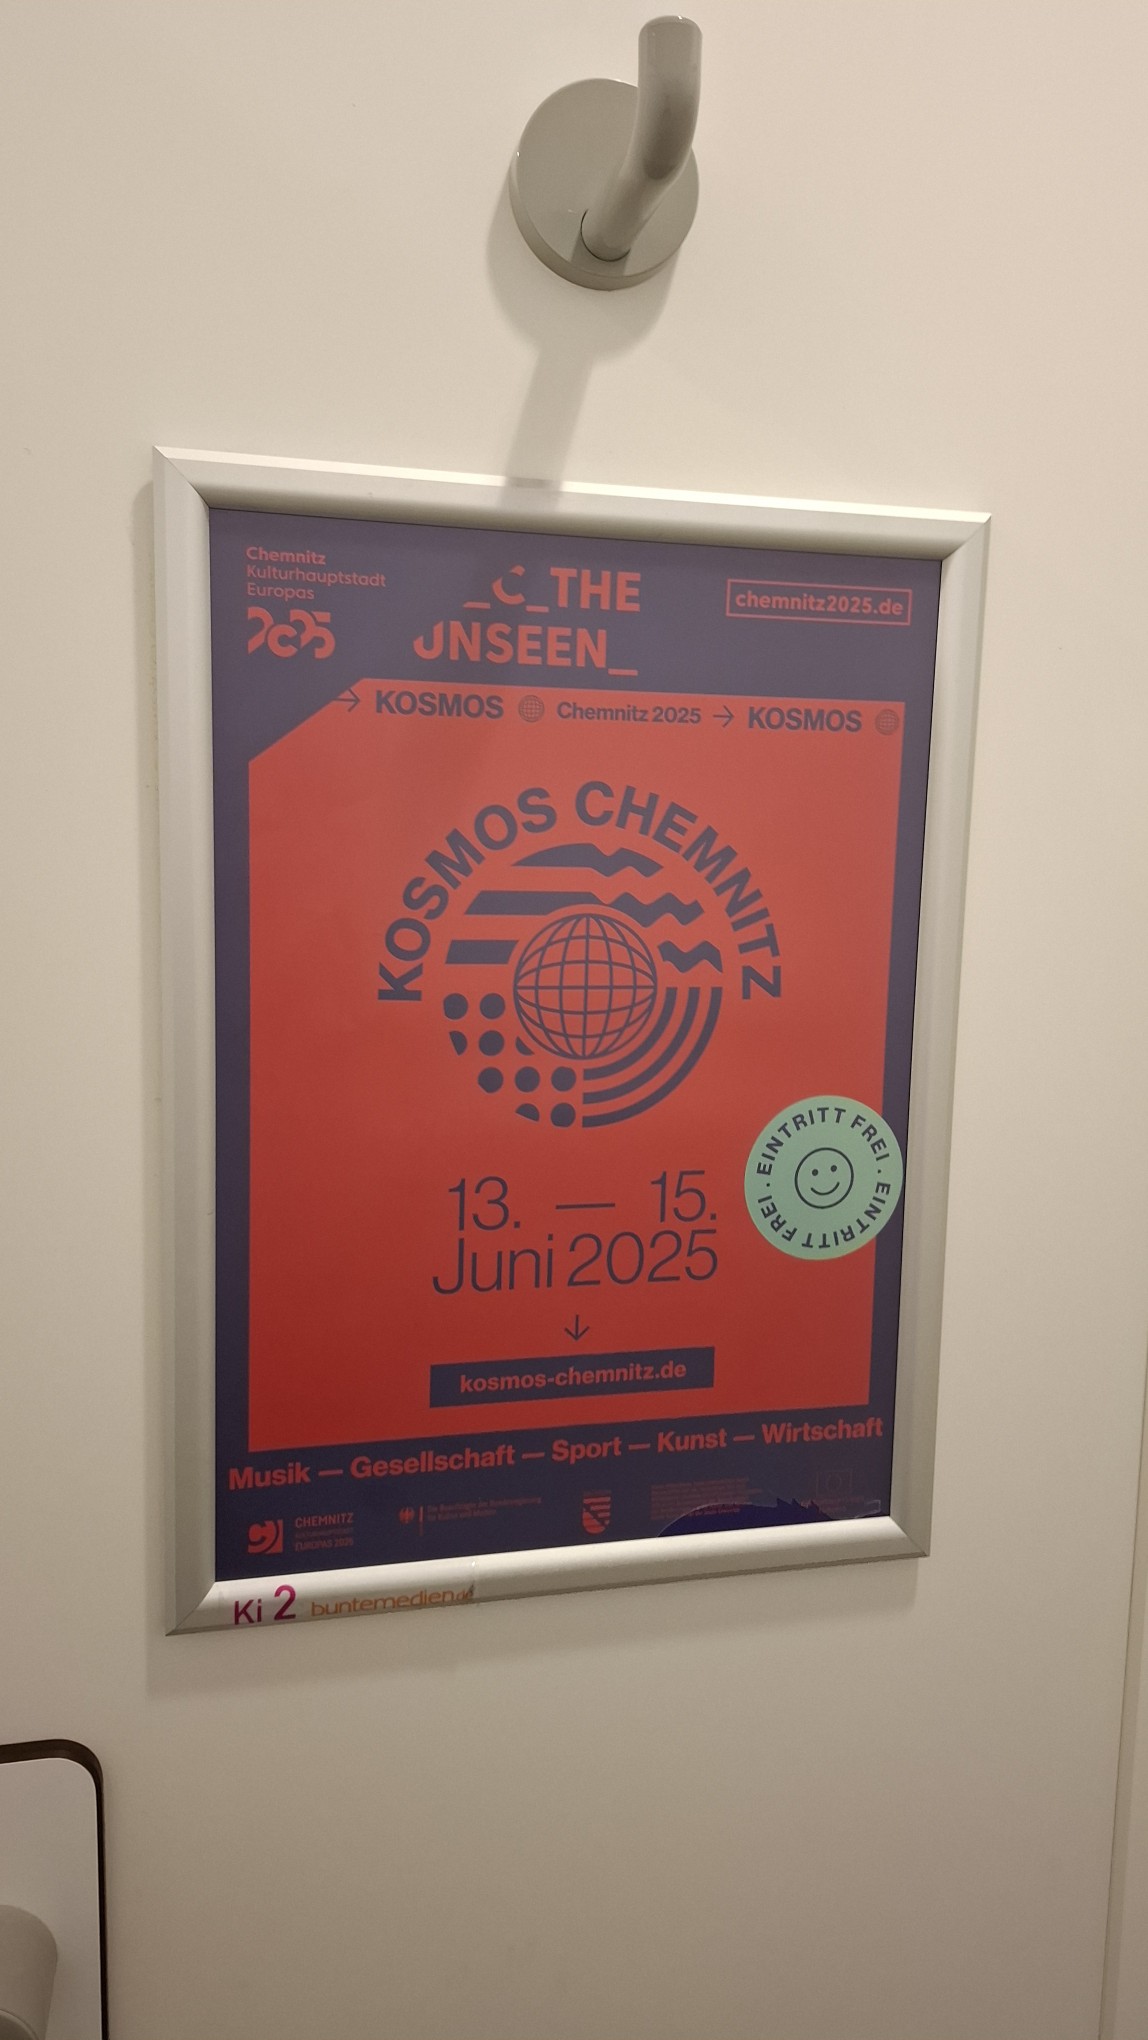 Chemnitz
Kulturhauptstadt
Europas
2025
_C_THE
UNSEEN_
chemnitz2025.de
→ KOSMOS Chemnitz 2025 → KOSMOS
KOSMOS CHEMNITZ
13. — 15.
Juni 2025
↓
kosmos-chemnitz.de
EINTRITT FREI · EINTRITT FREI ·
Musik — Gesellschaft — Sport — Kunst — Wirtschaft
CHEMNITZ
KULTURHAUPTSTADT
EUROPAS 2025
Ki 2 buntemedien.de